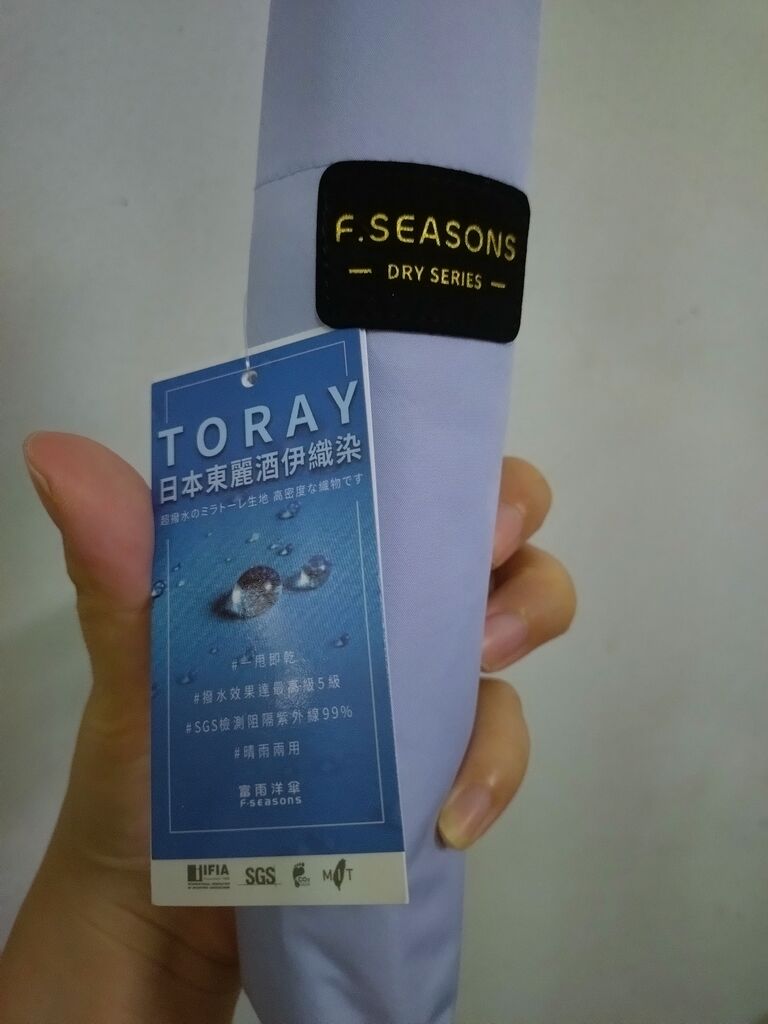 F.SEASONS
DRY SERIES
TORAY
日本東麗酒伊織染
超撥水のミラトーレ生地 高密度な織物です
#一甩即乾
#撥水效果達最高級5級
#SGS檢測阻隔紫外線99%
#晴雨兩用
富雨洋傘
F·SEASONS
IFIA
SGS
CO₂
MIT